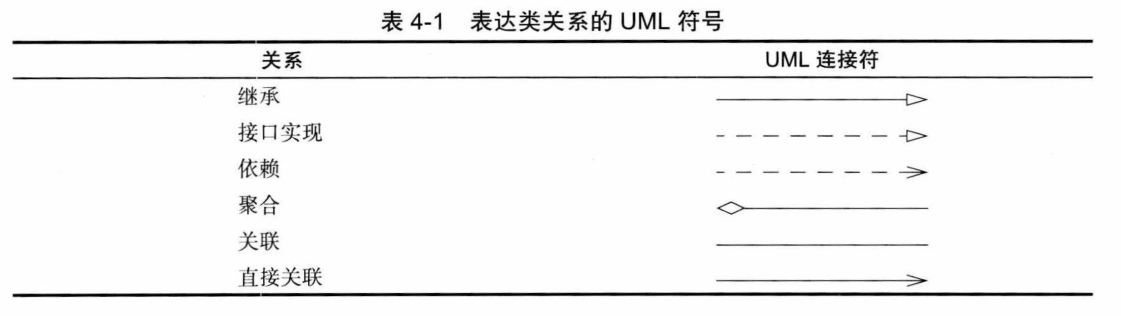 表 4-1 表达类关系的 UML 符号
关系 UML 连接符
继承
接口实现
依赖
聚合
关联
直接关联